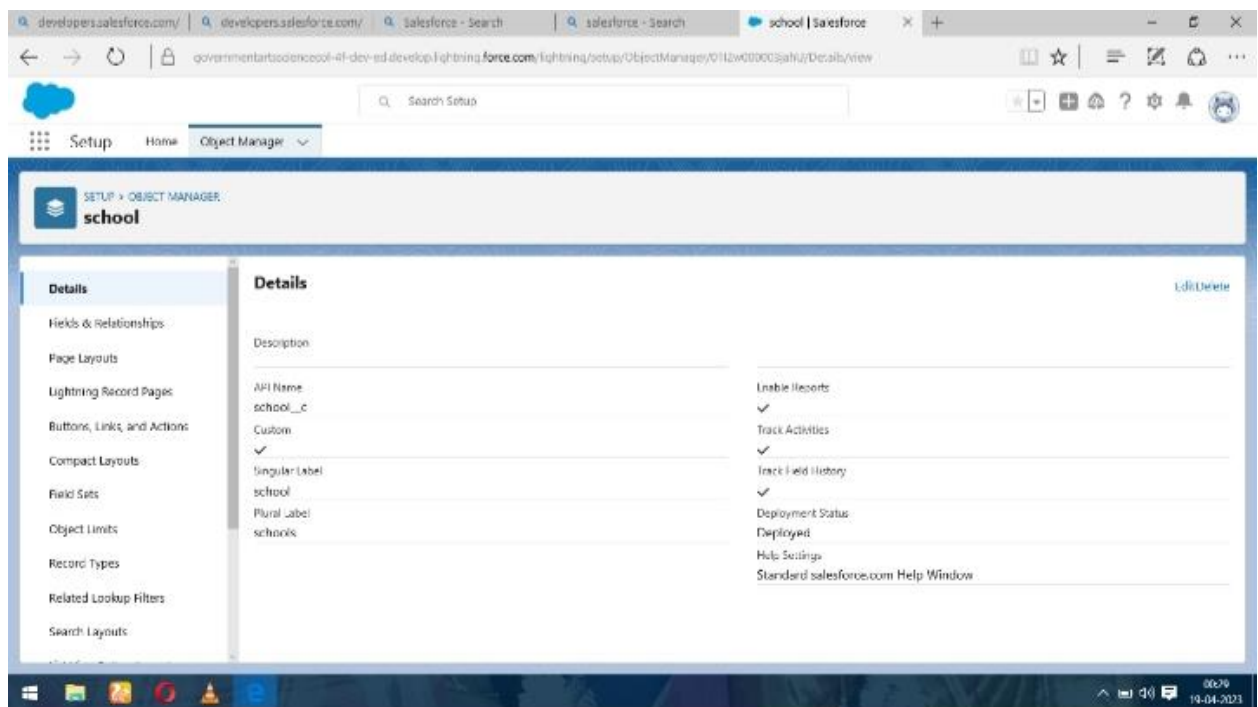 developers.salesforce.com/
developers.salesforce.com/
Salesforce - Search
salesforce - Search
school | Salesforce
force.com
Search Setup
Setup
Home
Object Manager
SETUP > OBJECT MANAGER
school
Details
Fields & Relationships
Page Layouts
Lightning Record Pages
Buttons, Links, and Actions
Compact Layouts
Field Sets
Object Limits
Record Types
Related Lookup Filters
Search Layouts
Details
Edit Delete
Description
API Name
school__c
Custom
Singular Label
school
Plural Label
schools
Enable Reports
Track Activities
Track Field History
Deployment Status
Deployed
Help Settings
Standard salesforce.com Help Window
00:29
19-04-2023